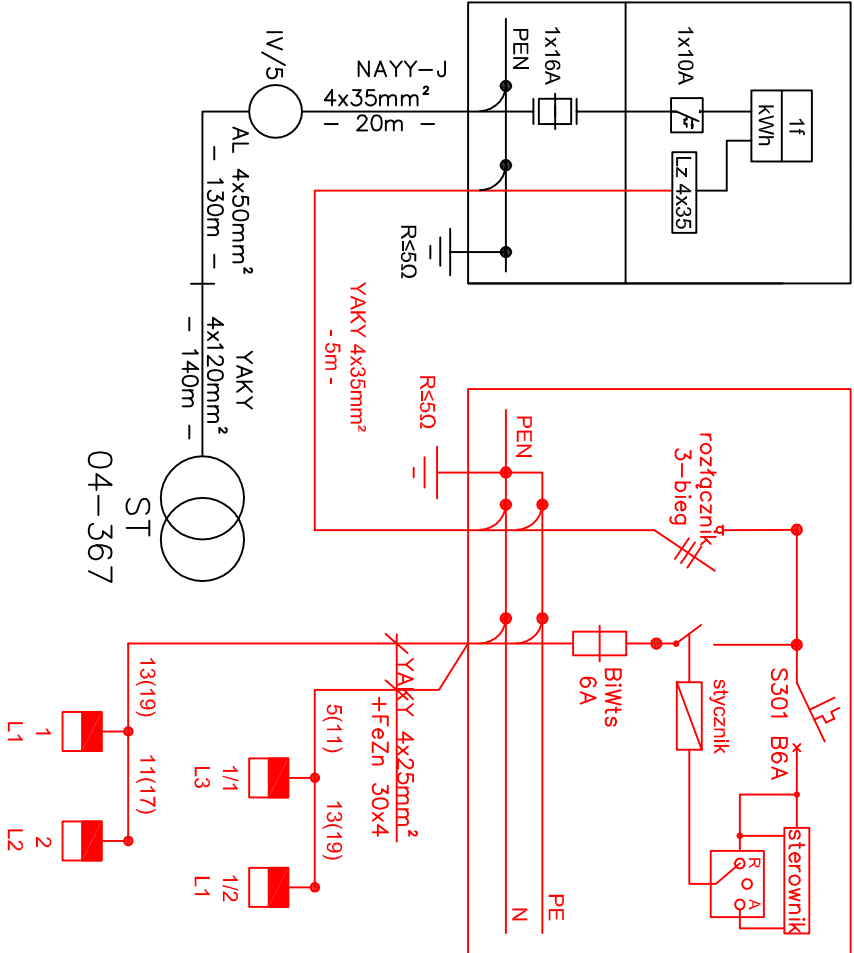 1f
kWh
1x10A
Lz 4x35
1x16A
PEN
R≤5Ω
NAYY-J
4x35mm²
- 20m -
IV/5
AL 4x50mm²
- 130m -
YAKY
4x120mm²
- 140m -
ST
04-367
YAKY 4x35mm²
- 5m -
R≤5Ω
PEN
rozłącznik
3-bieg
S301 B6A
stycznik
BiWts
6A
sterownik
R
A
PE
N
YAKY 4x25mm²
+FeZn 30x4
13(19)
11(17)
5(11)
13(19)
1
L1
2
L2
1/1
L3
1/2
L1